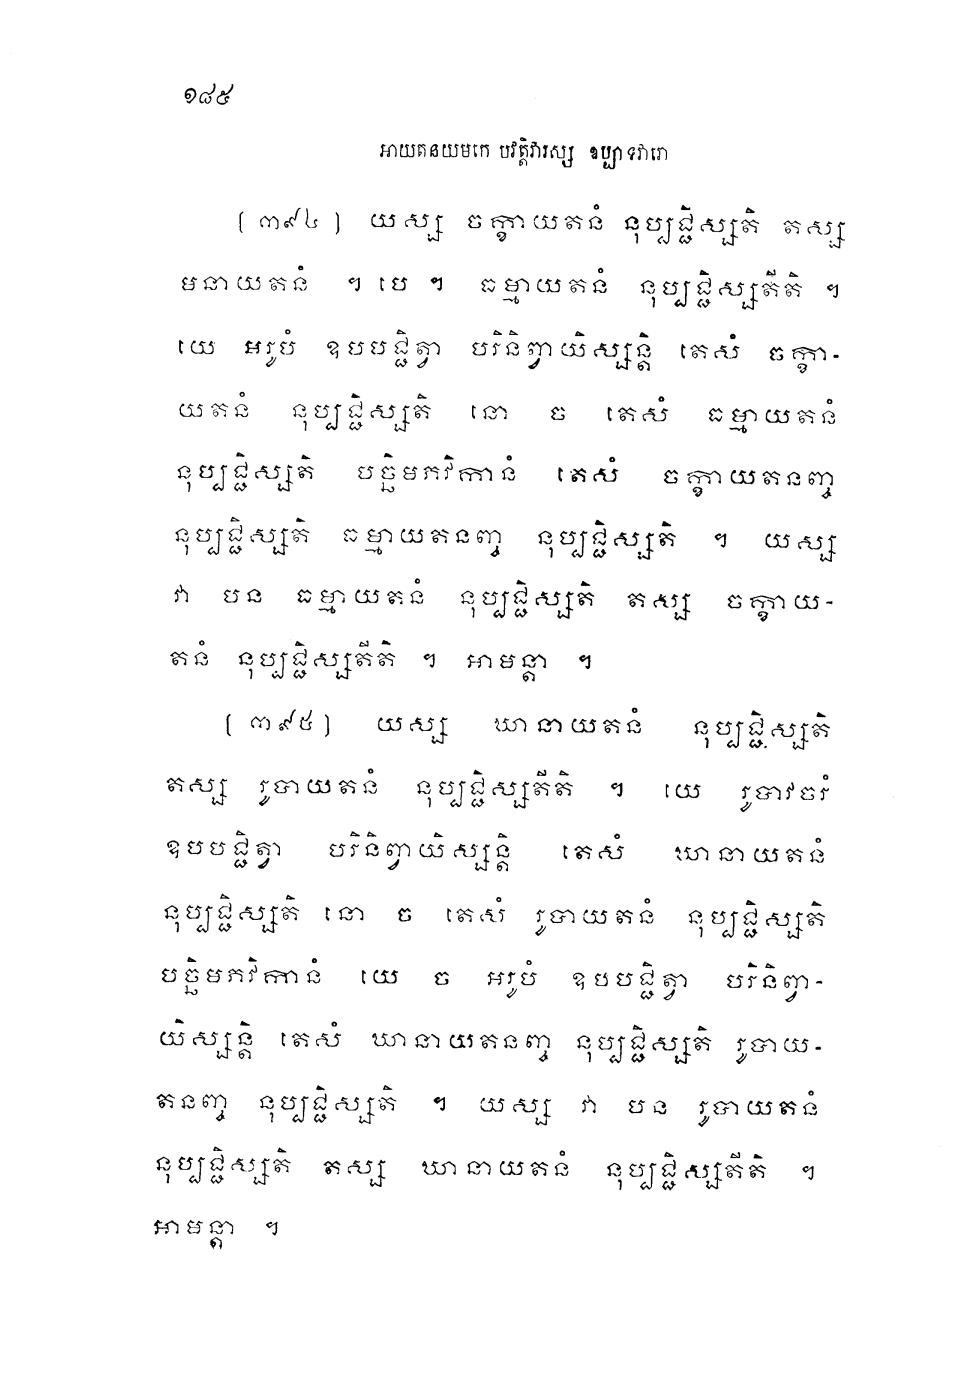 ១៨៥
អាយតនយមកេ បវត្តិវារស្ស ឧប្បាទវារោ
[ ៣៩៤ ] យស្ស ចក្ខាយតនំ នុប្បជ្ជិស្សតិ តស្ស
មនាយតនំ ។ បេ ។ ធម្មាយតនំ នុប្បជ្ជិស្សតីតិ ។
យេ អរូបំ ឧបបជ្ជិត្វា បរិនិព្វាយិស្សន្តិ តេសំ ចក្ខា-
យតនំ នុប្បជ្ជិស្សតិ នោ ច តេសំ ធម្មាយតនំ
នុប្បជ្ជិស្សតិ បច្ឆិមភវិកានំ តេសំ ចក្ខាយតនញ្ច
នុប្បជ្ជិស្សតិ ធម្មាយតនញ្ច នុប្បជ្ជិស្សតិ ។ យស្ស
វា បន ធម្មាយតនំ នុប្បជ្ជិស្សតិ តស្ស ចក្ខាយ-
តនំ នុប្បជ្ជិស្សតីតិ ។ អាមន្តា ។
[ ៣៩៥ ] យស្ស ឃានាយតនំ នុប្បជ្ជិស្សតិ
តស្ស រូបាយតនំ នុប្បជ្ជិស្សតីតិ ។ យេ រូបាវចរំ
ឧបបជ្ជិត្វា បរិនិព្វាយិស្សន្តិ តេសំ ឃានាយតនំ
នុប្បជ្ជិស្សតិ នោ ច តេសំ រូបាយតនំ នុប្បជ្ជិស្សតិ
បច្ឆិមភវិកានំ យេ ច អរូបំ ឧបបជ្ជិត្វា បរិនិព្វា-
យិស្សន្តិ តេសំ ឃានាយតនញ្ច នុប្បជ្ជិស្សតិ រូបាយ-
តនញ្ច នុប្បជ្ជិស្សតិ ។ យស្ស វា បន រូបាយតនំ
នុប្បជ្ជិស្សតិ តស្ស ឃានាយតនំ នុប្បជ្ជិស្សតីតិ ។
អាមន្តា ។